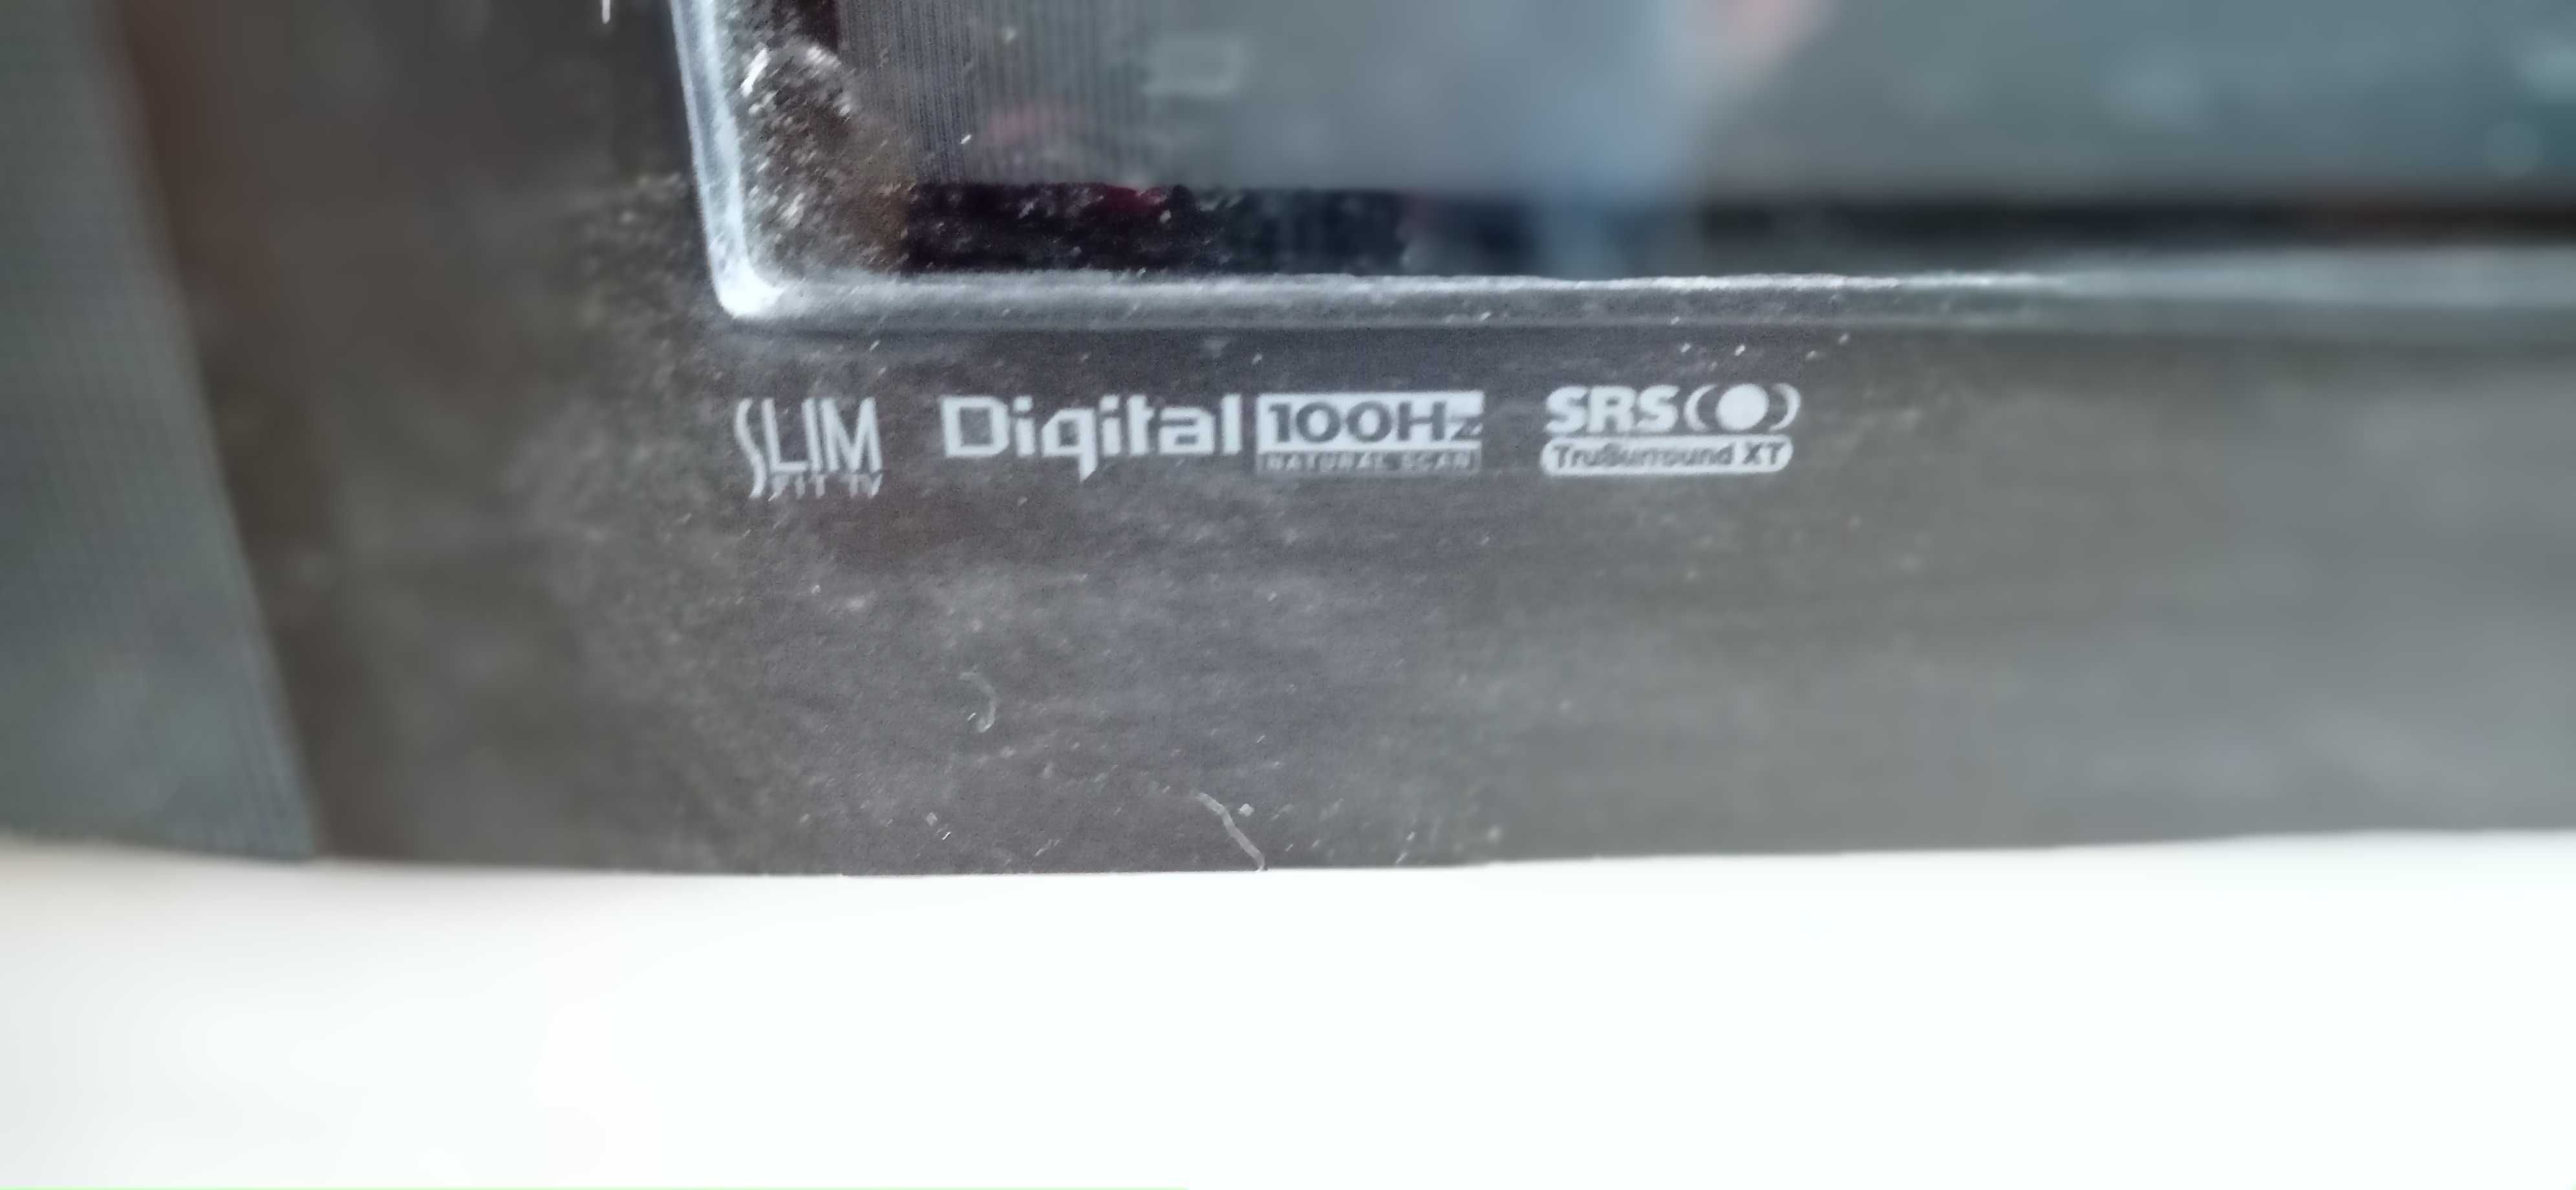 SLIM
FIT TV
Digital 100Hz
NATURAL SCAN
SRS
TruSurround XT